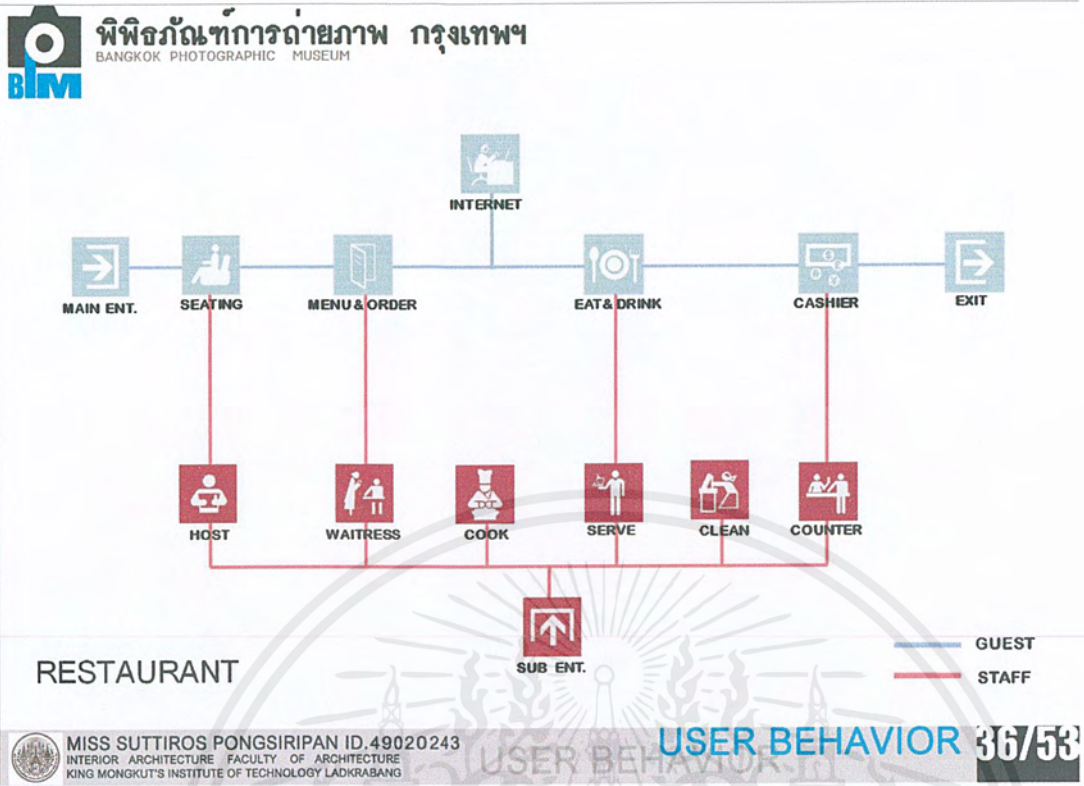 พิพิธภัณฑ์การถ่ายภาพ กรุงเทพฯ
BANGKOK PHOTOGRAPHIC MUSEUM
BPM
INTERNET
MAIN ENT.
SEATING
MENU & ORDER
EAT & DRINK
CASHIER
EXIT
HOST
WAITRESS
COOK
SERVE
CLEAN
COUNTER
SUB ENT.
GUEST
STAFF
RESTAURANT
MISS SUTTIROS PONGSIRIPAN ID.49020243
INTERIOR ARCHITECTURE FACULTY OF ARCHITECTURE
KING MONGKUT'S INSTITUTE OF TECHNOLOGY LADKRABANG
USER BEHAVIOR
USER BEHAVIOR
36/53